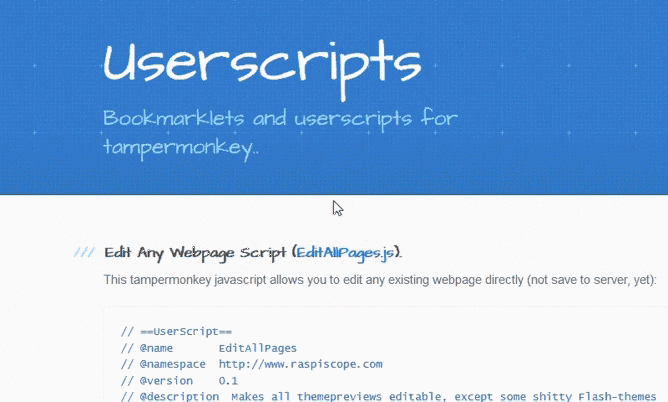 Userscripts
Bookmarklets and userscripts for
tampermonkey..
/// Edit Any Webpage Script (EditAllPages.js).
This tampermonkey javascript allows you to edit any existing webpage directly (not save to server, yet):
// ==UserScript==
// @name       EditAllPages
// @namespace  http://www.raspiscope.com
// @version    0.1
// @description  Makes all themepreviews editable, except some shitty Flash-themes